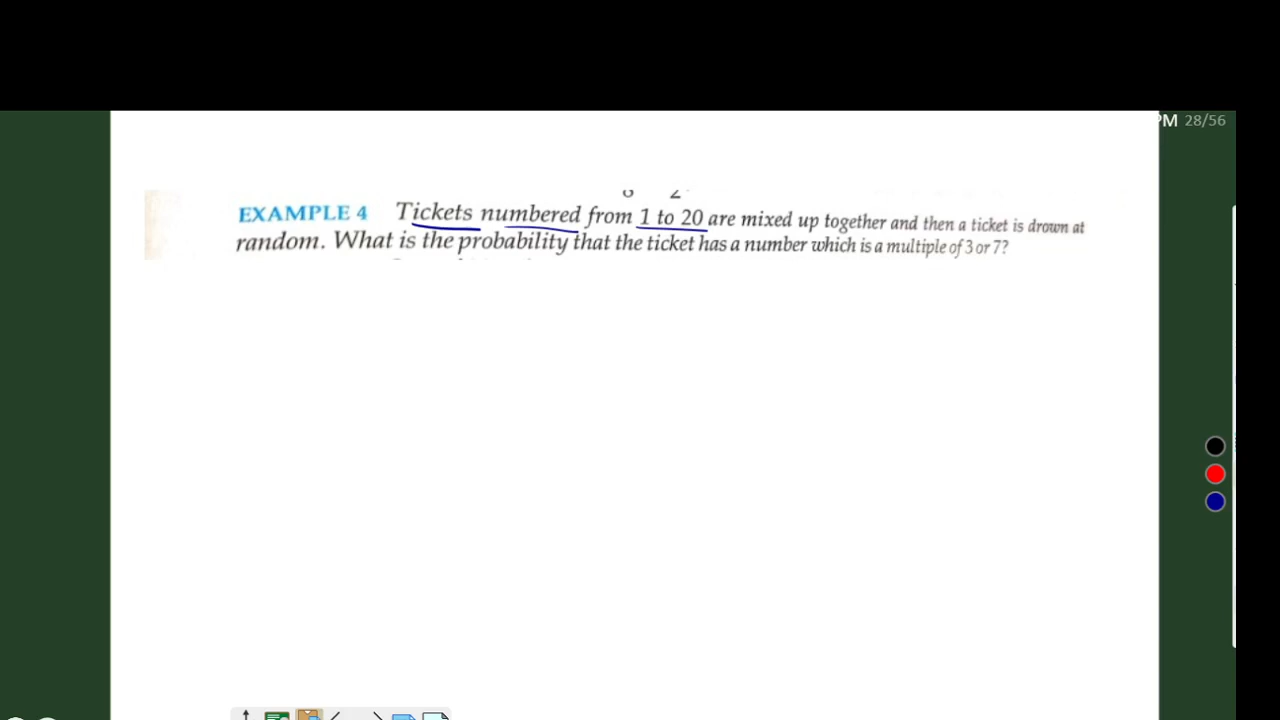 PM 28/56
EXAMPLE 4 Tickets numbered from 1 to 20 are mixed up together and then a ticket is drown at
random. What is the probability that the ticket has a number which is a multiple of 3 or 7?